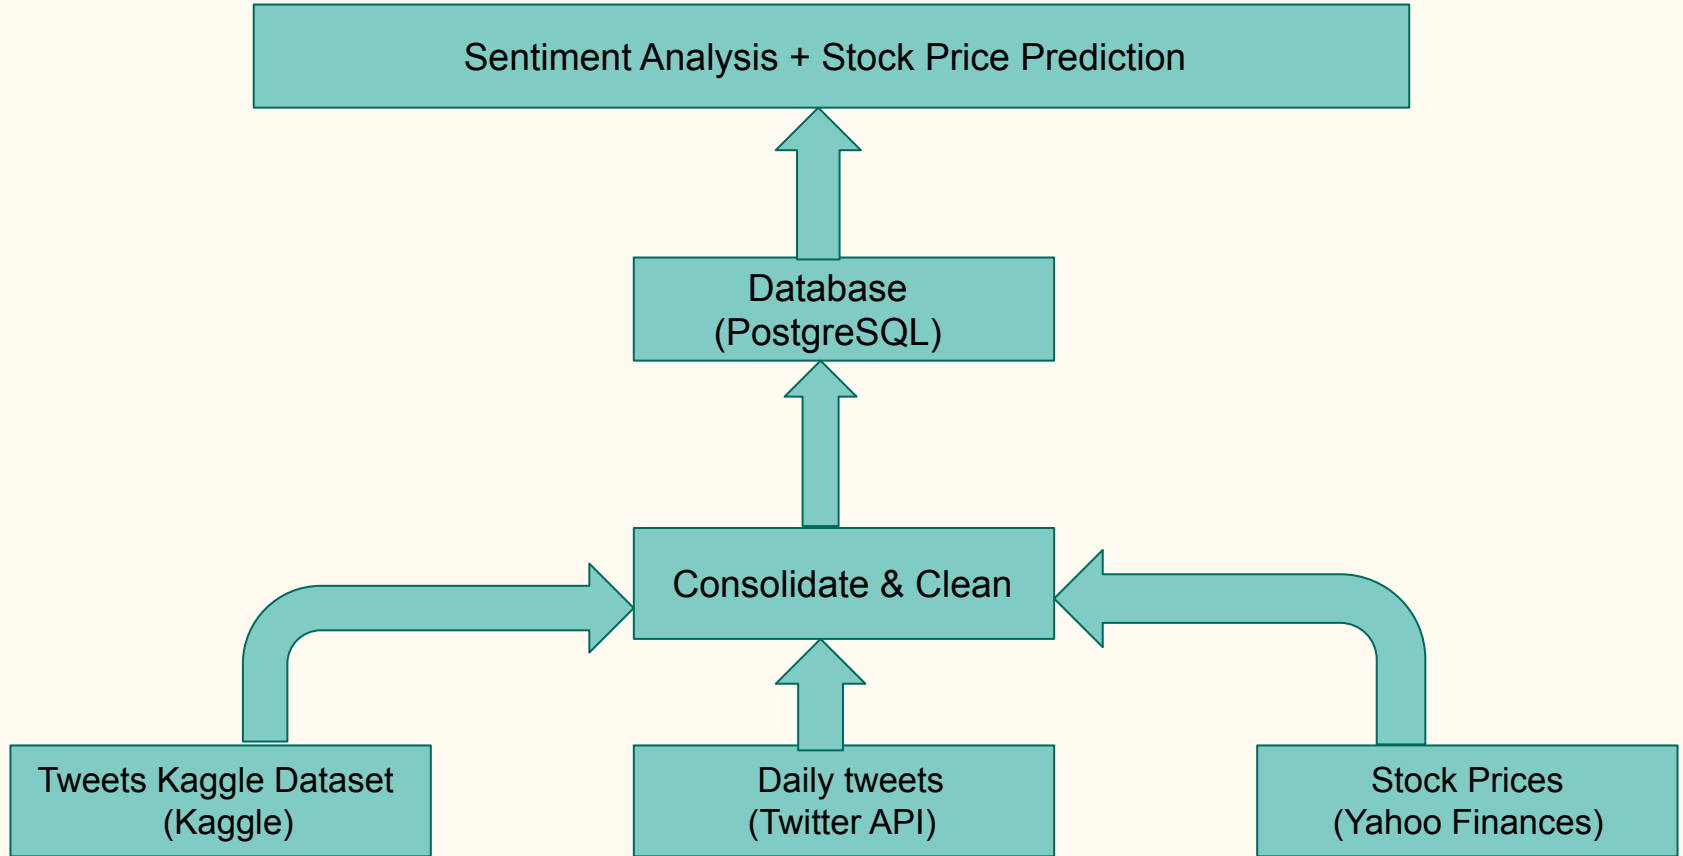 Sentiment Analysis + Stock Price Prediction
Database
(PostgreSQL)
Consolidate & Clean
Tweets Kaggle Dataset
(Kaggle)
Daily tweets
(Twitter API)
Stock Prices
(Yahoo Finances)